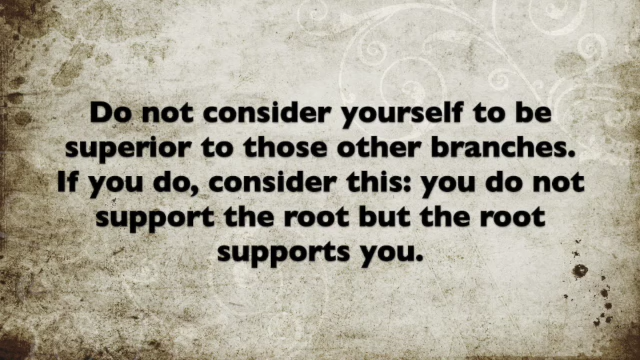 Do not consider yourself to be
superior to those other branches.
If you do, consider this: you do not
support the root but the root
supports you.